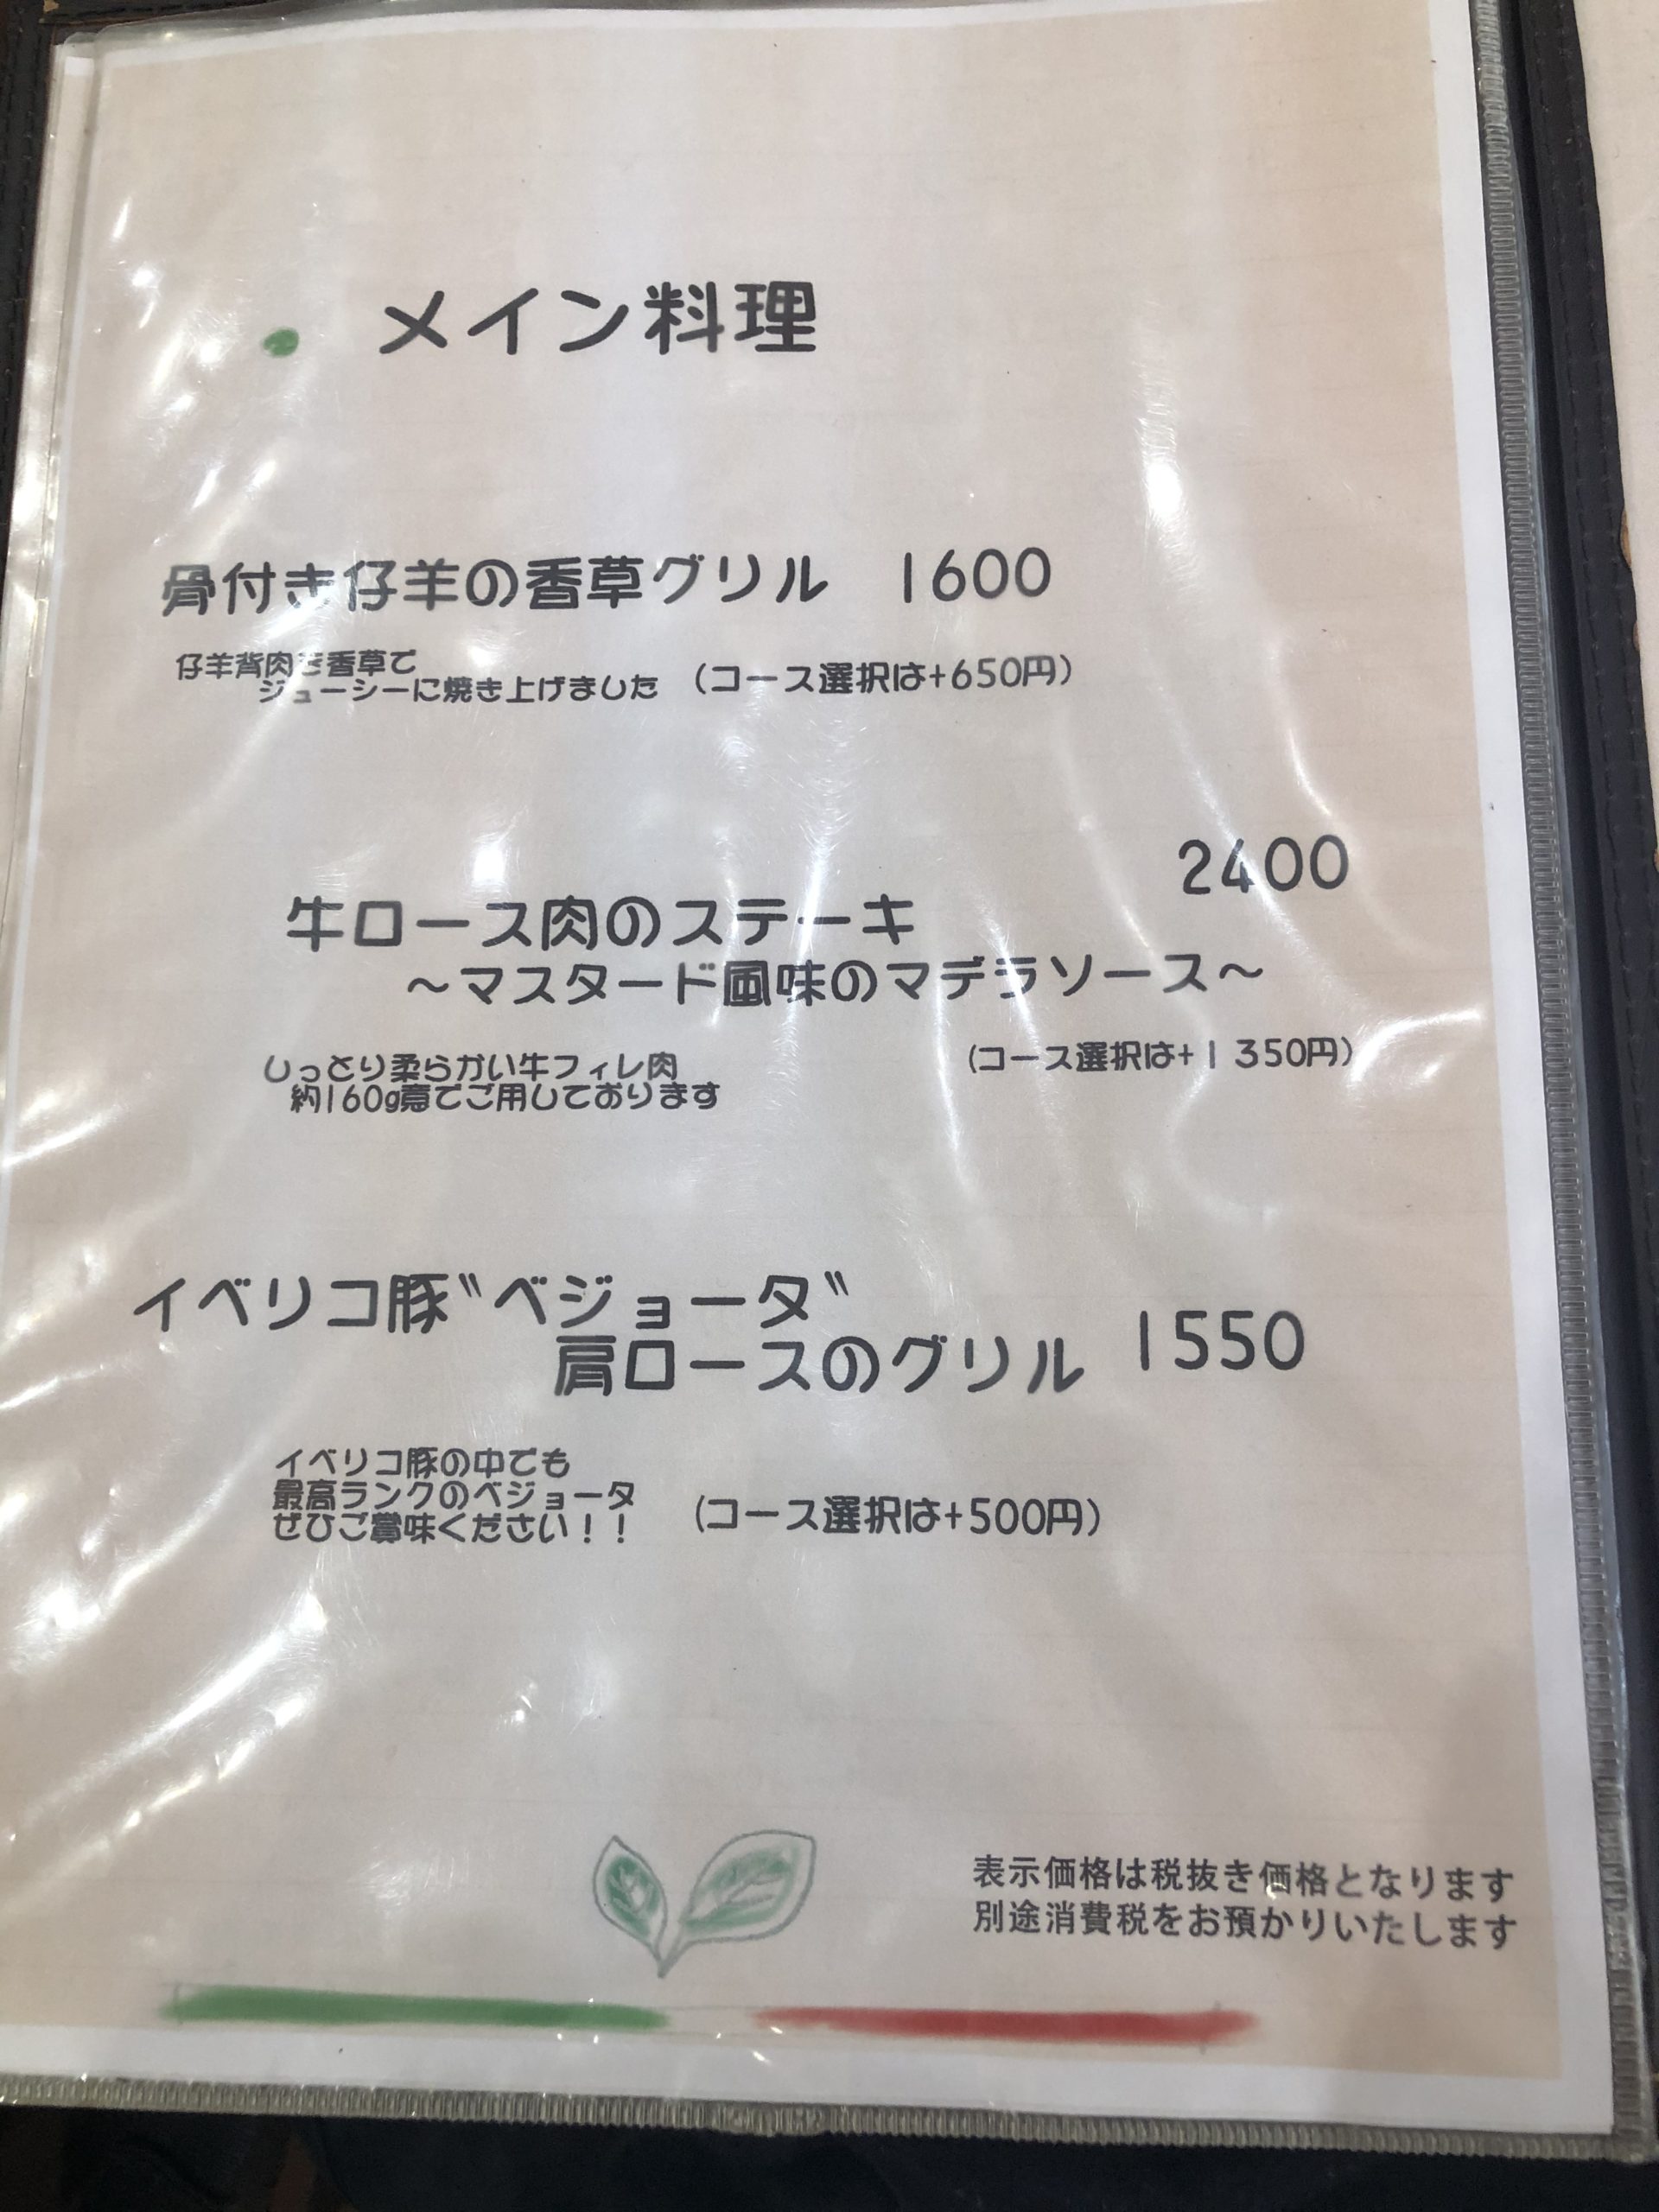 メイン料理
骨付き仔羊の香草グリル 1600
仔羊背肉を香草で
ジューシーに焼き上げました (コース選択は+650円)
2400
牛ロース肉のステーキ
〜マスタード風味のマデラソース〜
(コース選択は+1350円)
しっとり柔らかい牛フィレ肉
約160g意でご用しております
イベリコ豚〝ベジョータ〞
肩ロースのグリル 1550
イベリコ豚の中でも
最高ランクのベジョータ
ぜひご賞味ください!! (コース選択は+500円)
表示価格は税抜き価格となります
別途消費税をお預かりいたします